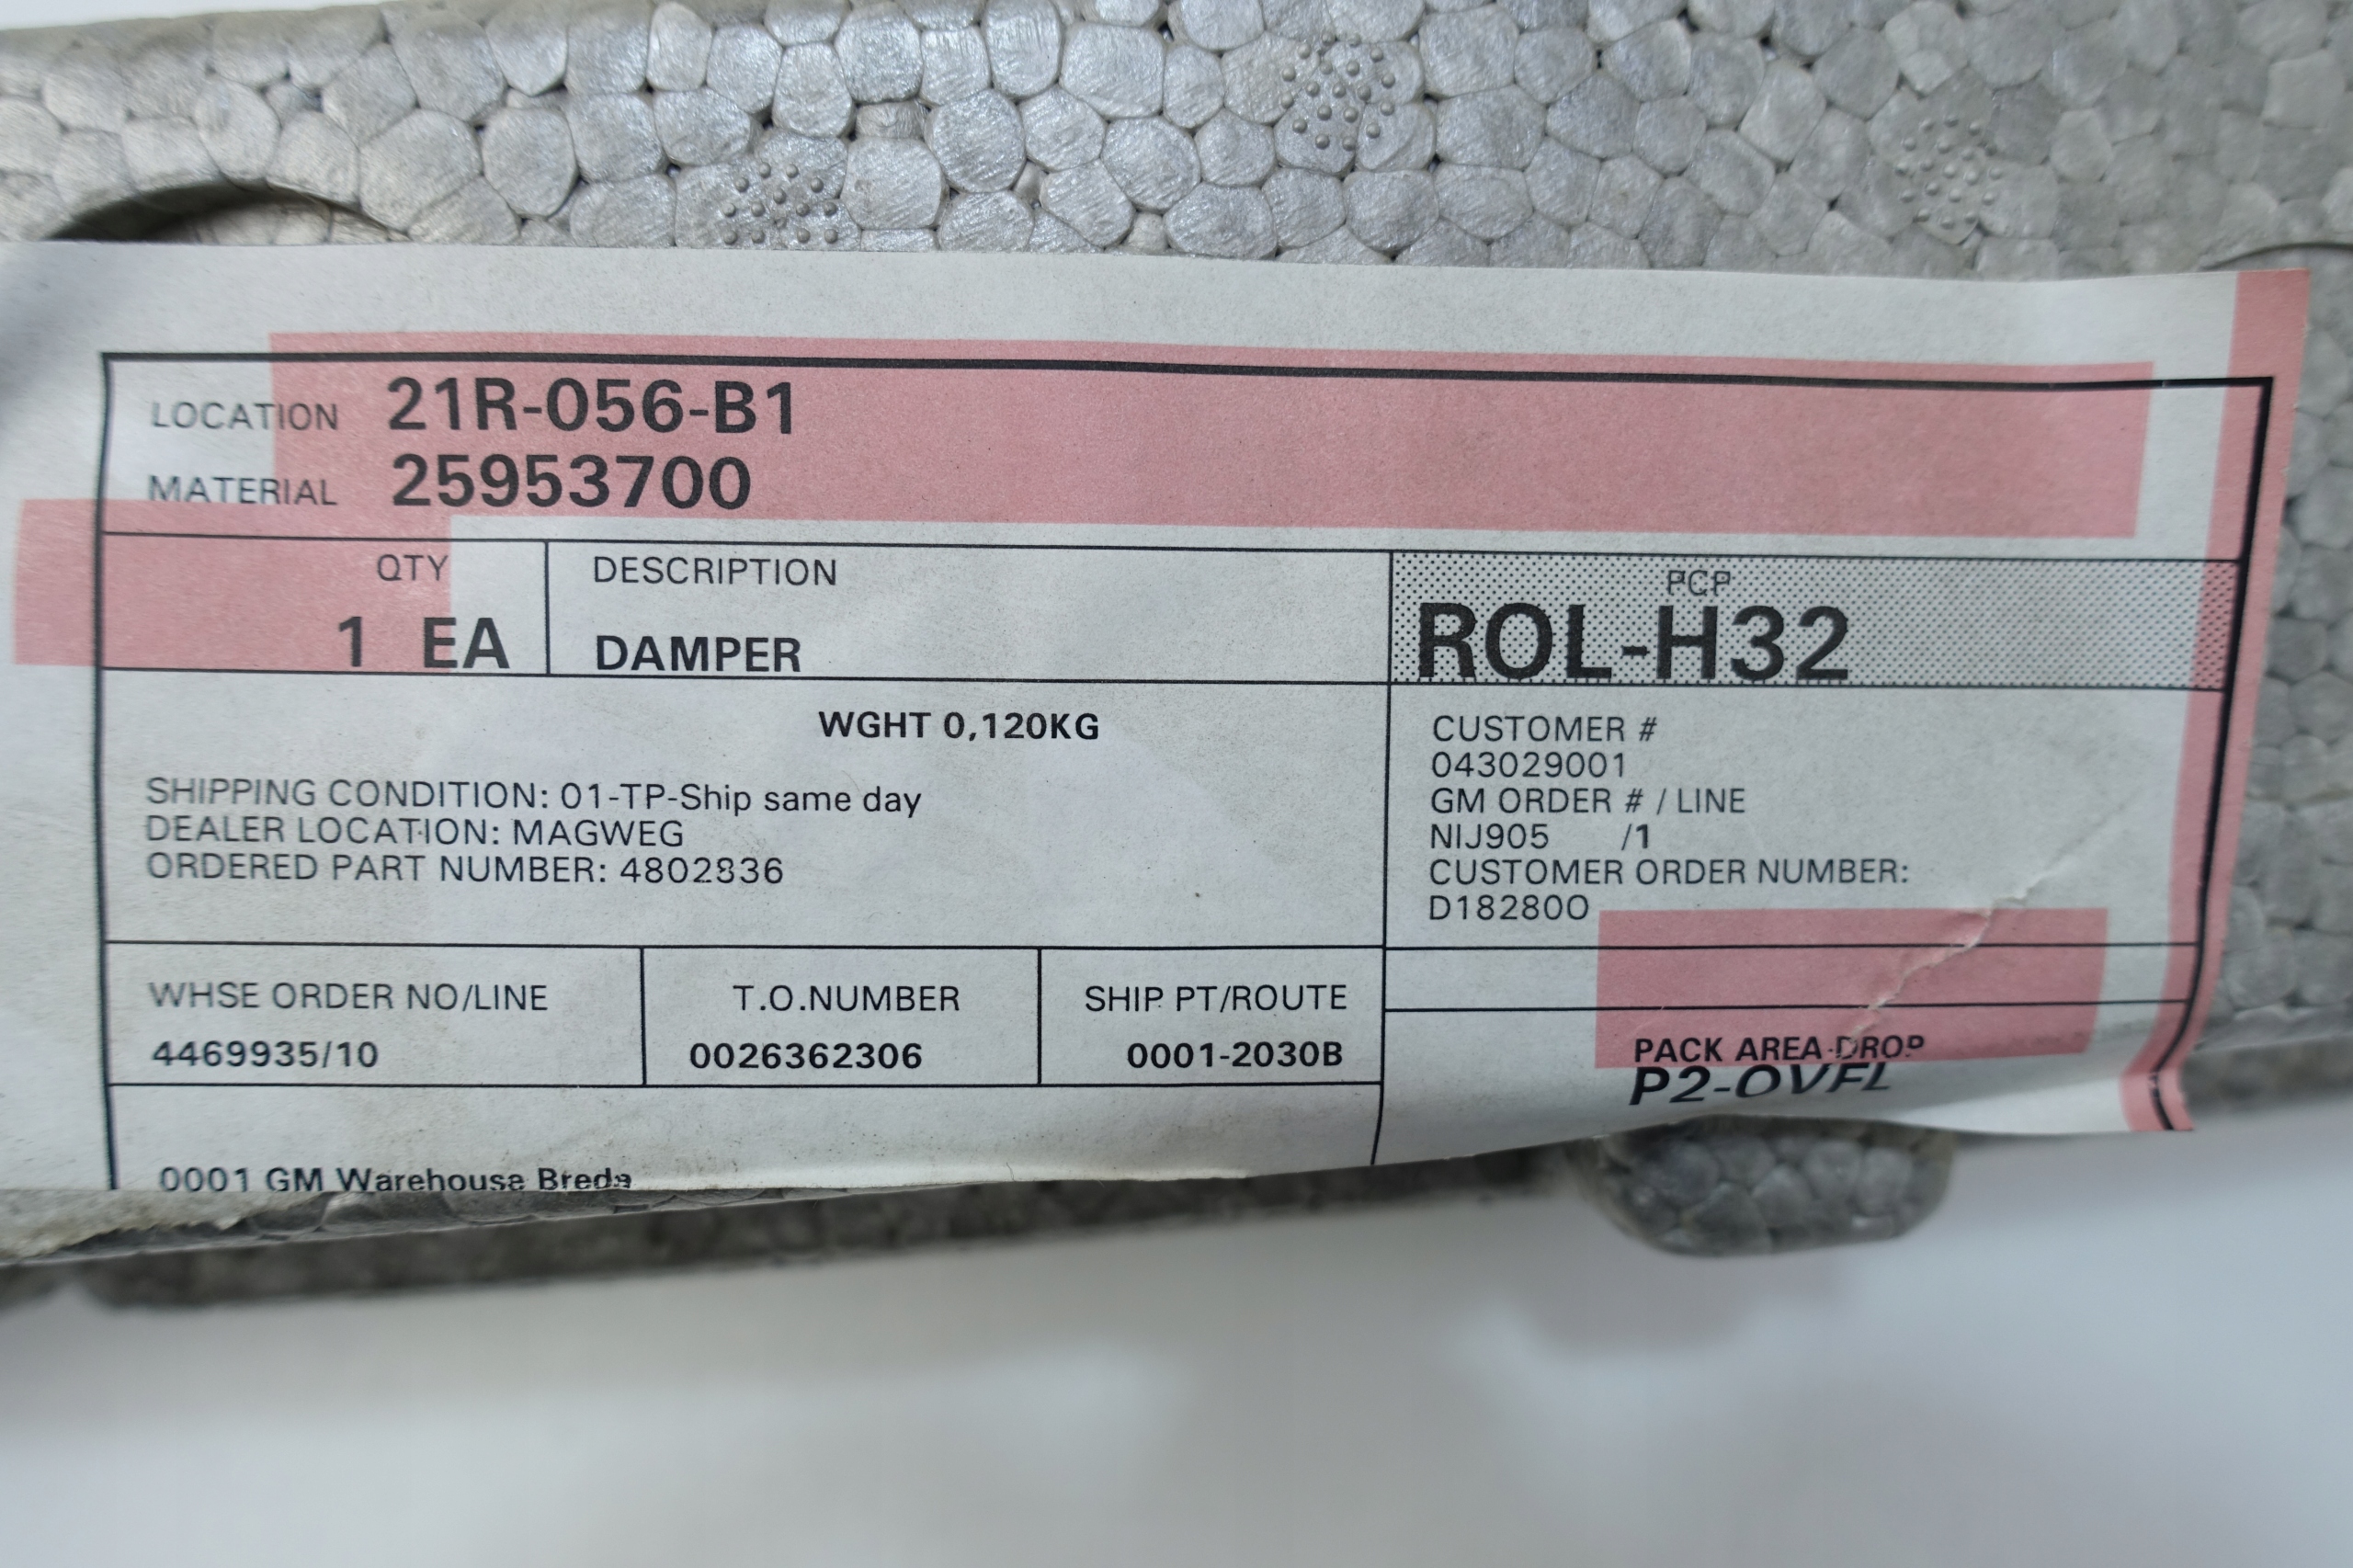 LOCATION 21R-056-B1
MATERIAL 25953700
QTY
1 EA
DESCRIPTION
DAMPER
PCP
ROL-H32
WGHT 0,120KG
SHIPPING CONDITION: 01-TP-Ship same day
DEALER LOCATION: MAGWEG
ORDERED PART NUMBER: 4802836
CUSTOMER #
043029001
GM ORDER # / LINE
NIJ905 /1
CUSTOMER ORDER NUMBER:
D182800
WHSE ORDER NO/LINE
4469935/10
T.O.NUMBER
0026362306
SHIP PT/ROUTE
0001-2030B
PACK AREA-DROP
P2-OVFL
0001 GM Warehouse Breda